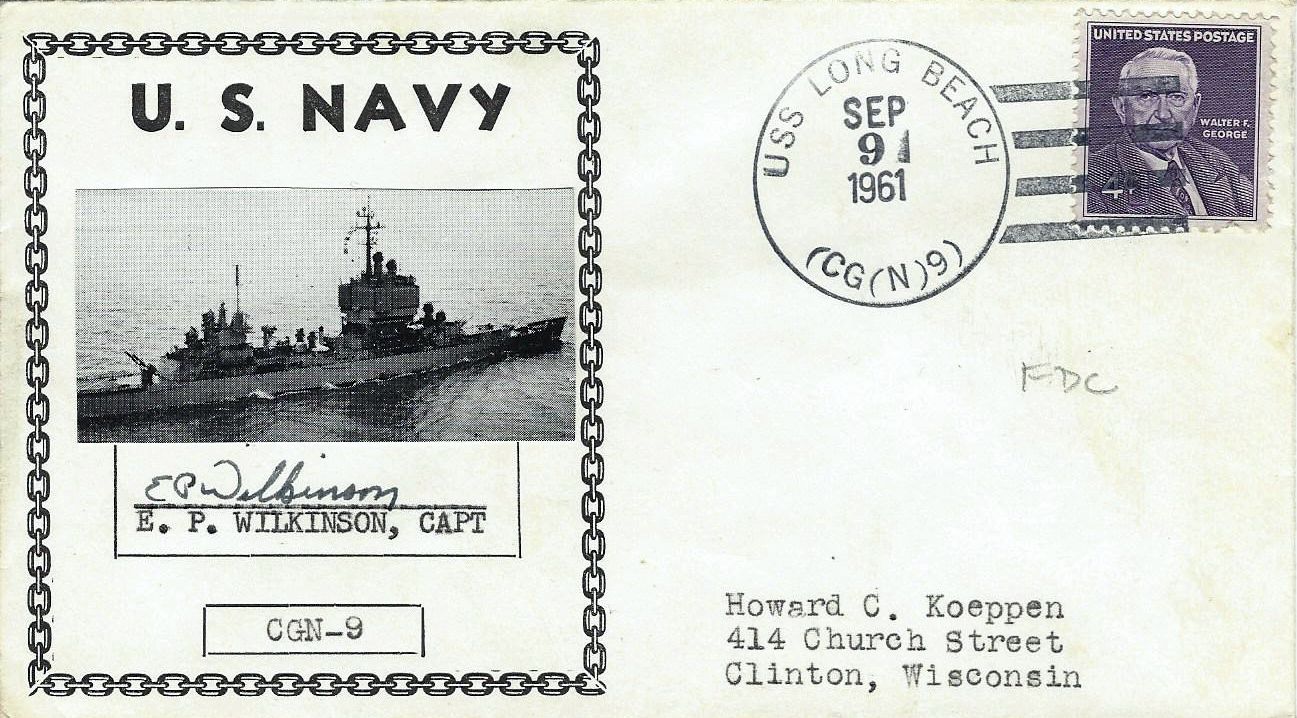 U. S. NAVY
E P Wilkinson
E. P. WILKINSON, CAPT
CGN-9
USS LONG BEACH
SEP
9
1961
(CG(N)9)
UNITED STATES POSTAGE
WALTER F.
GEORGE
4¢
FDC
Howard C. Koeppen
414 Church Street
Clinton, Wisconsin